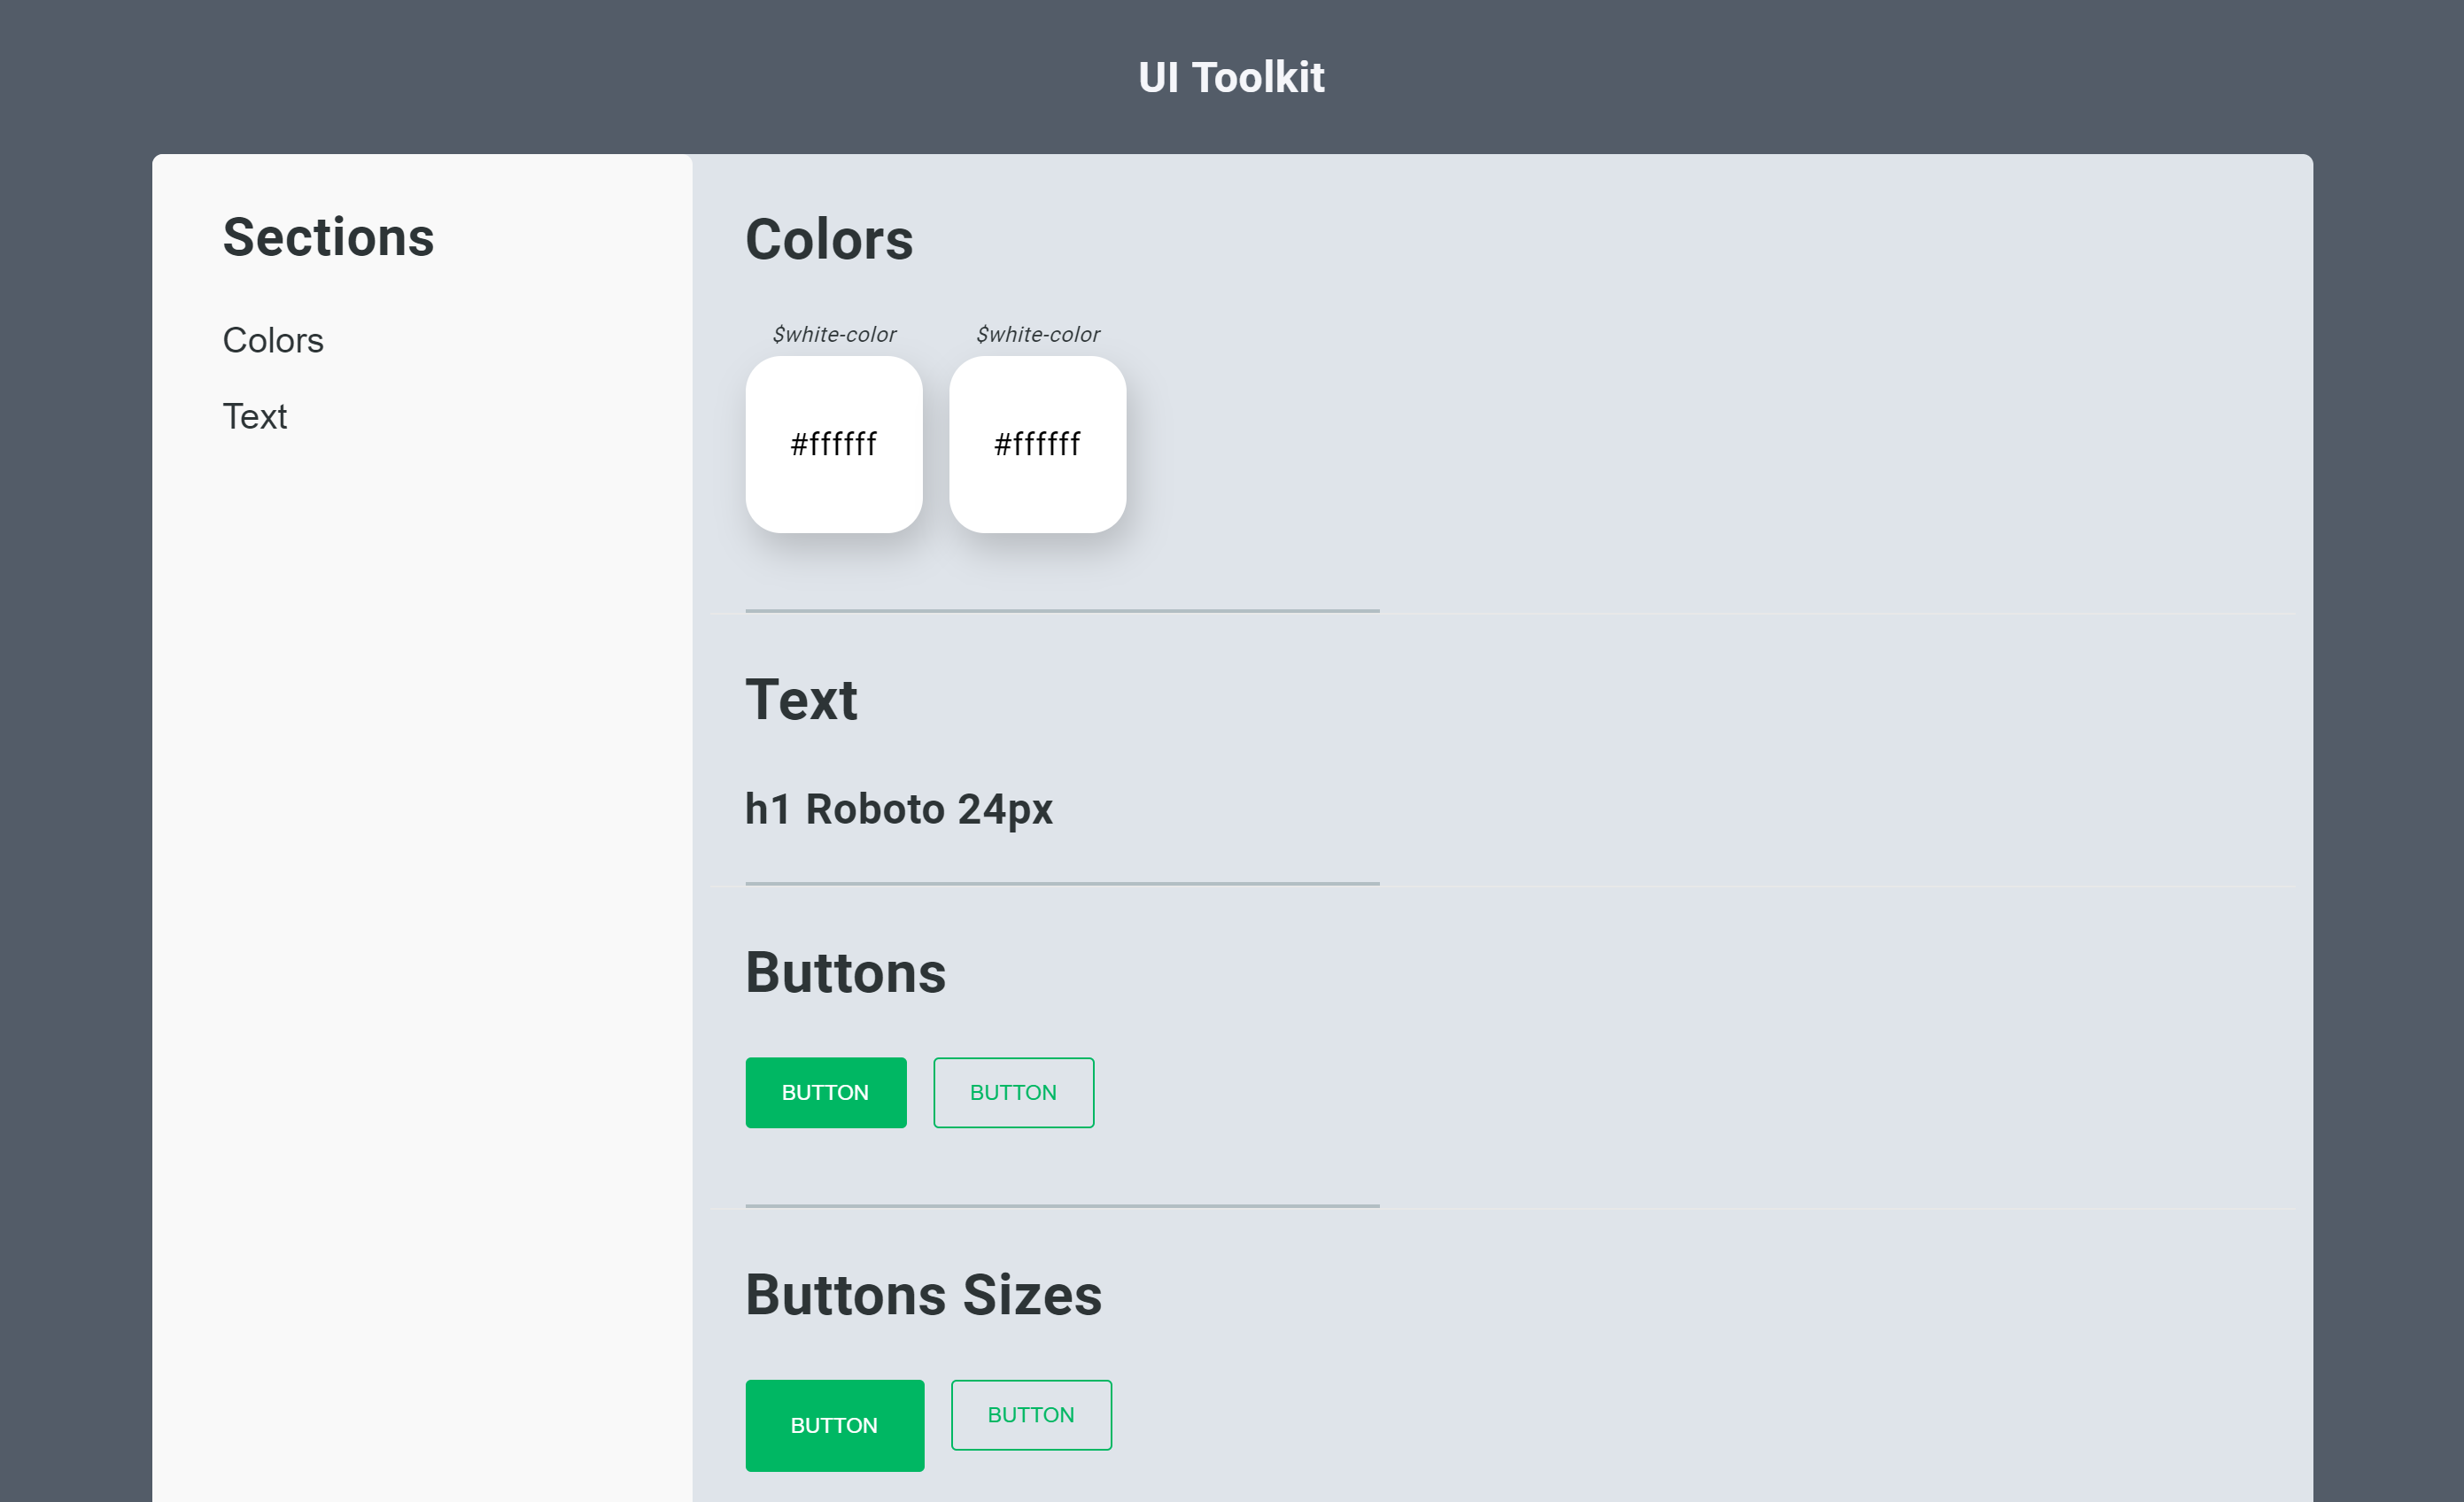 UI Toolkit
Sections
Colors
Text
Colors
$white-color $white-color
#ffffff #ffffff
Text
h1 Roboto 24px
Buttons
BUTTON BUTTON
Buttons Sizes
BUTTON BUTTON